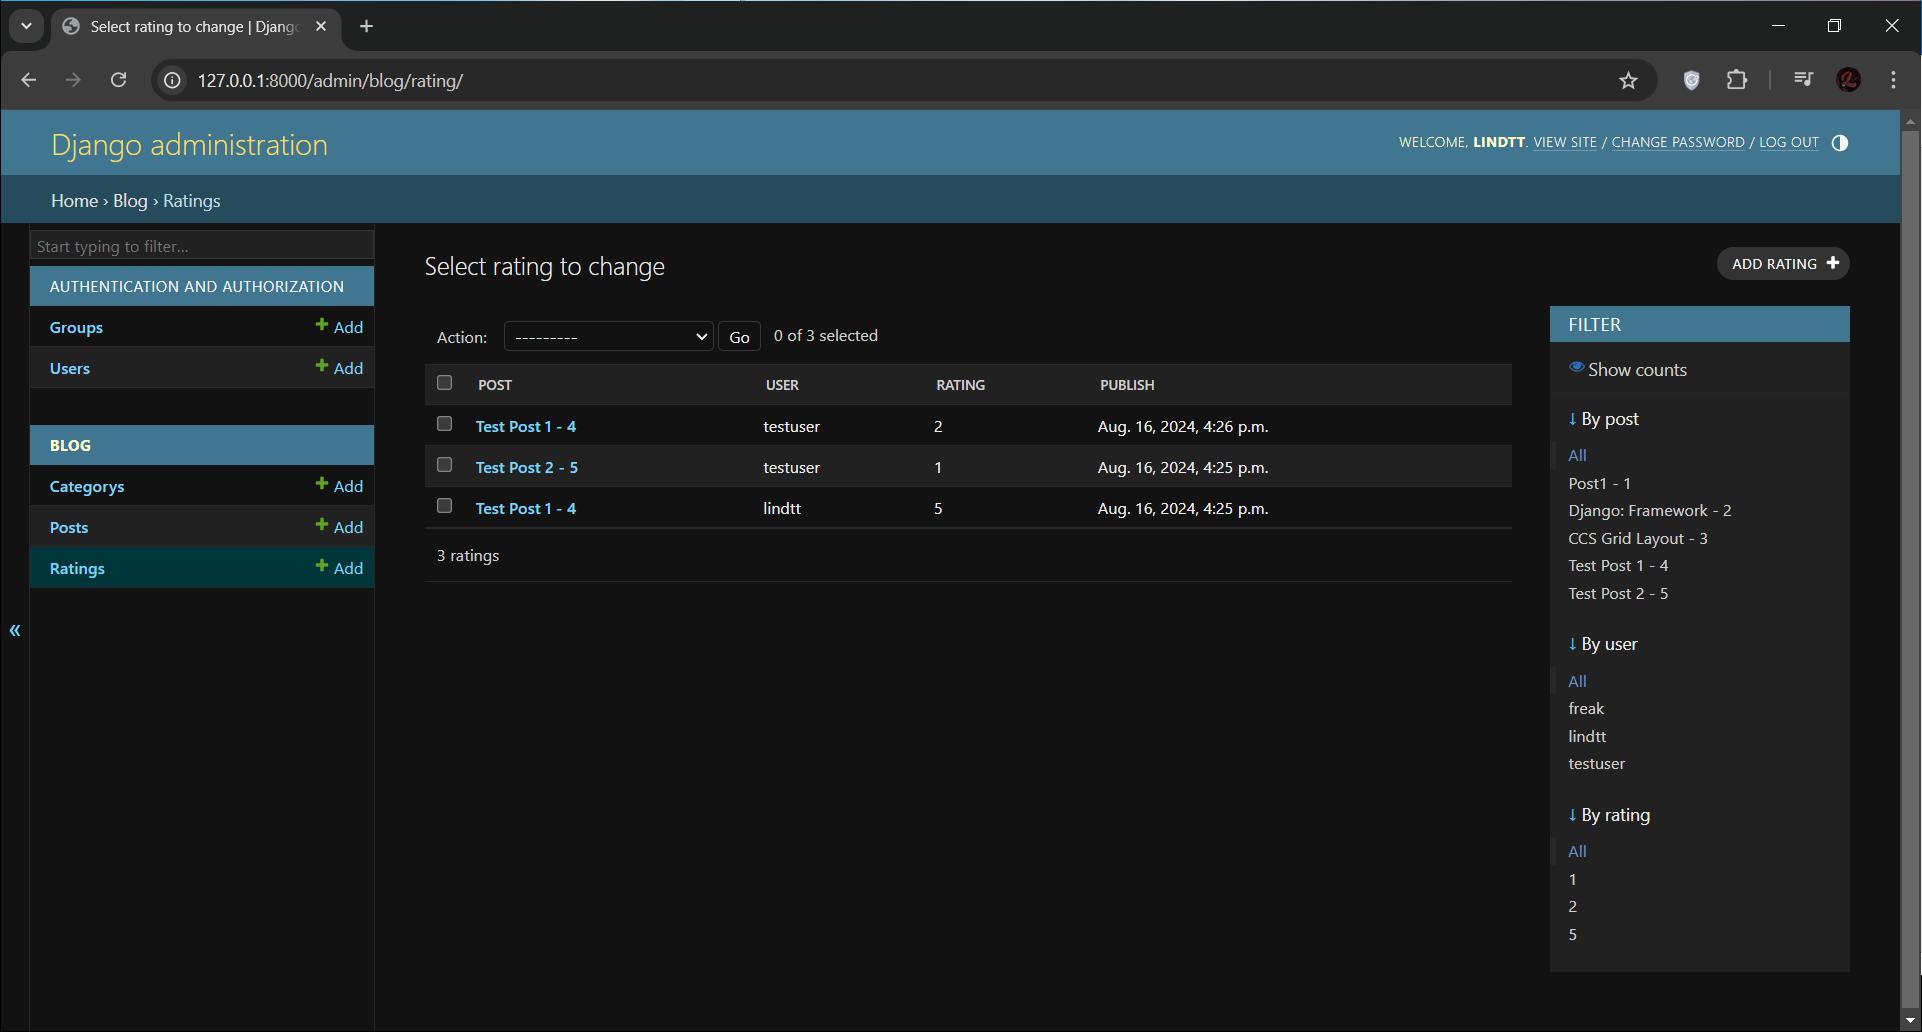 Select rating to change | Djang
127.0.0.1:8000/admin/blog/rating/
Django administration
WELCOME, LINDTT. VIEW SITE / CHANGE PASSWORD / LOG OUT
Home › Blog › Ratings
Start typing to filter...
AUTHENTICATION AND AUTHORIZATION
Groups + Add
Users + Add
BLOG
Categorys + Add
Posts + Add
Ratings + Add
«
Select rating to change
ADD RATING +
Action: --------- Go 0 of 3 selected
POST USER RATING PUBLISH
Test Post 1 - 4 testuser 2 Aug. 16, 2024, 4:26 p.m.
Test Post 2 - 5 testuser 1 Aug. 16, 2024, 4:25 p.m.
Test Post 1 - 4 lindtt 5 Aug. 16, 2024, 4:25 p.m.
3 ratings
FILTER
Show counts
↓ By post
All
Post1 - 1
Django: Framework - 2
CCS Grid Layout - 3
Test Post 1 - 4
Test Post 2 - 5
↓ By user
All
freak
lindtt
testuser
↓ By rating
All
1
2
5